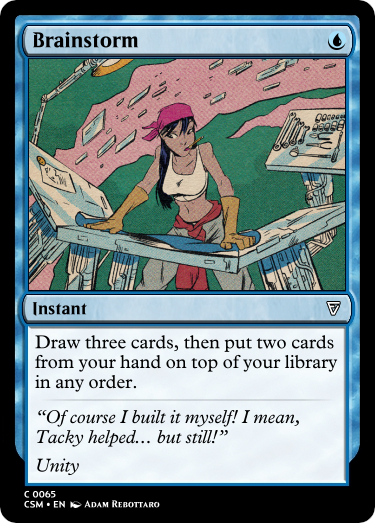 Brainstorm
Instant
Draw three cards, then put two cards
from your hand on top of your library
in any order.
“Of course I built it myself! I mean,
Tacky helped… but still!”
Unity
C 0065
CSM • EN Adam Rebottaro